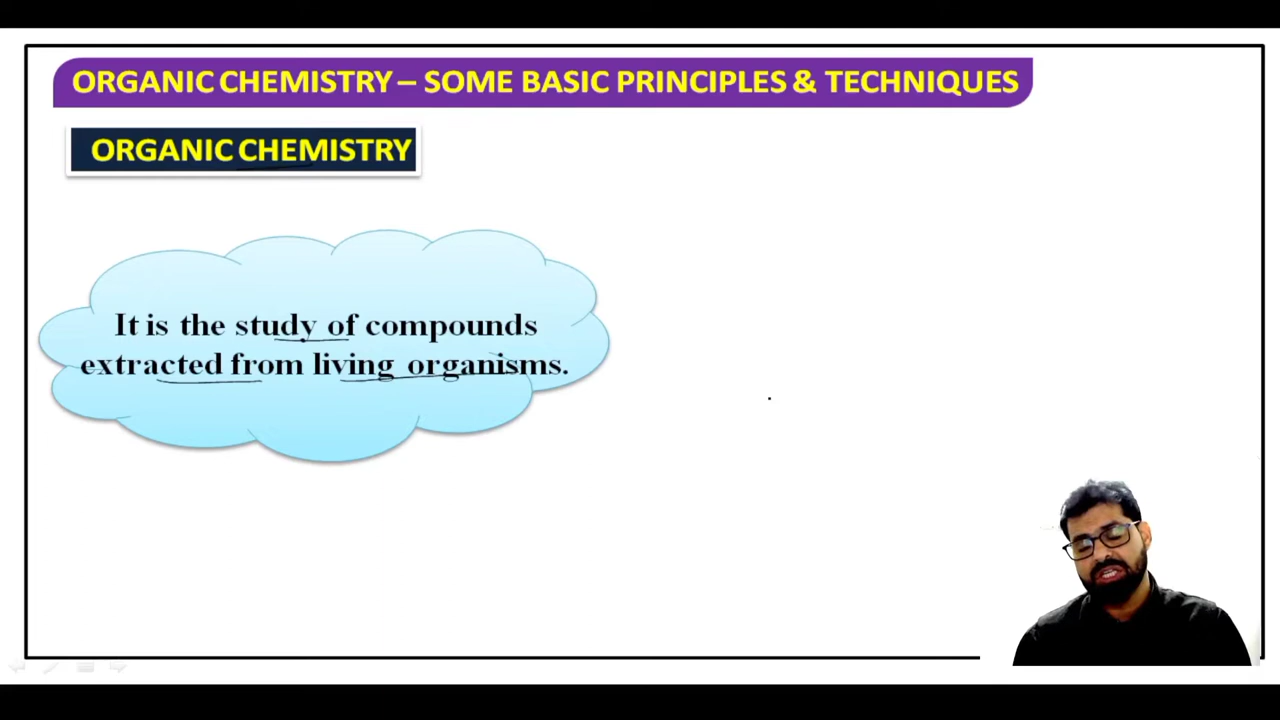 ORGANIC CHEMISTRY – SOME BASIC PRINCIPLES & TECHNIQUES
ORGANIC CHEMISTRY
It is the study of compounds
extracted from living organisms.